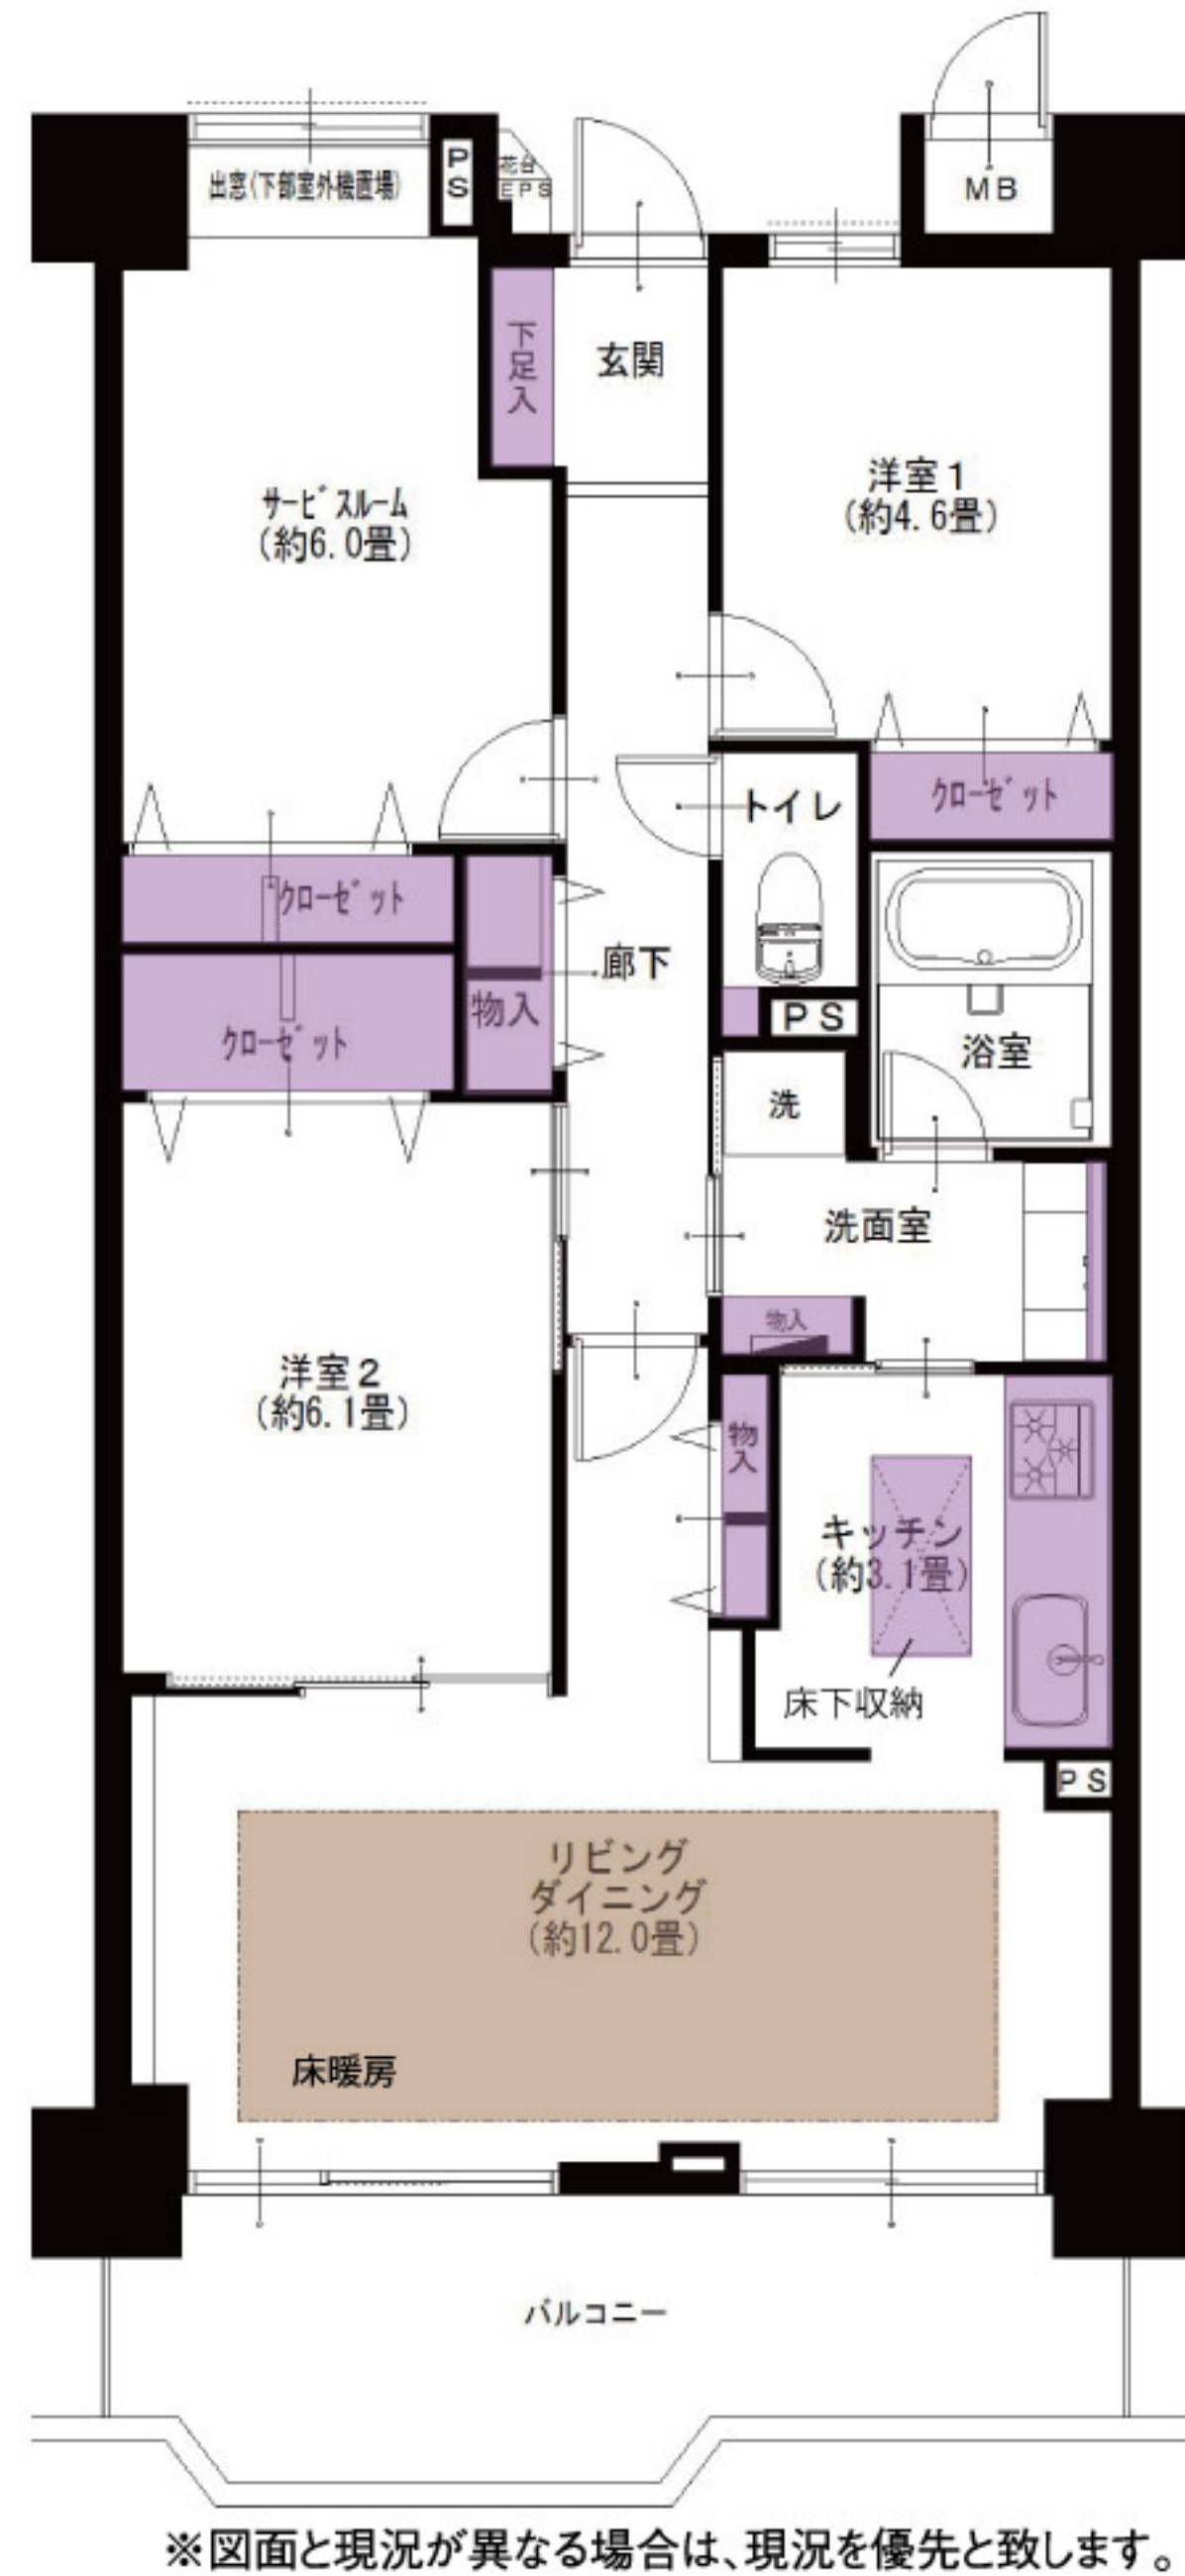 出窓(下部室外機置場)
PS
花台
EPS
MB
下足入
玄関
洋室1
(約4.6畳)
サービスルーム
(約6.0畳)
トイレ
クローゼット
クローゼット
廊下
物入
クローゼット
PS
浴室
洗
洗面室
物入
洋室2
(約6.1畳)
物入
キッチン
(約3.1畳)
床下収納
PS
リビング
ダイニング
(約12.0畳)
床暖房
バルコニー
※図面と現況が異なる場合は、現況を優先と致します。